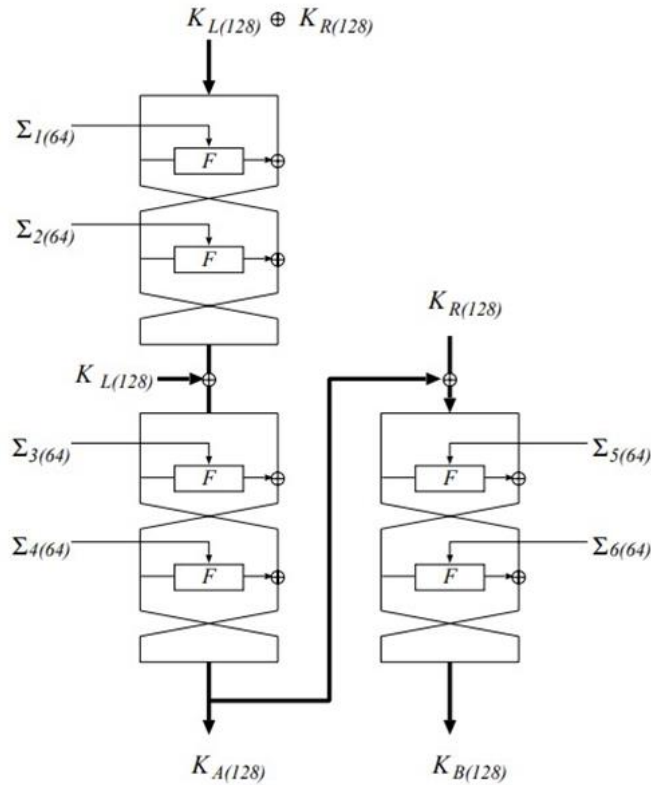 K_L(128) ⊕ K_R(128)
Σ_1(64)
F
Σ_2(64)
F
K_R(128)
K_L(128)
Σ_3(64)
F
F
Σ_5(64)
Σ_4(64)
F
F
Σ_6(64)
K_A(128)
K_B(128)